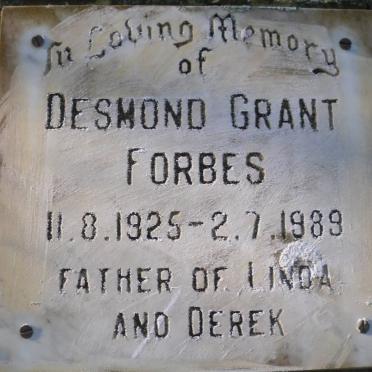 In Loving Memory
of
DESMOND GRANT
FORBES
11.8.1925-2.7.1989
FATHER OF LINDA
AND DEREK